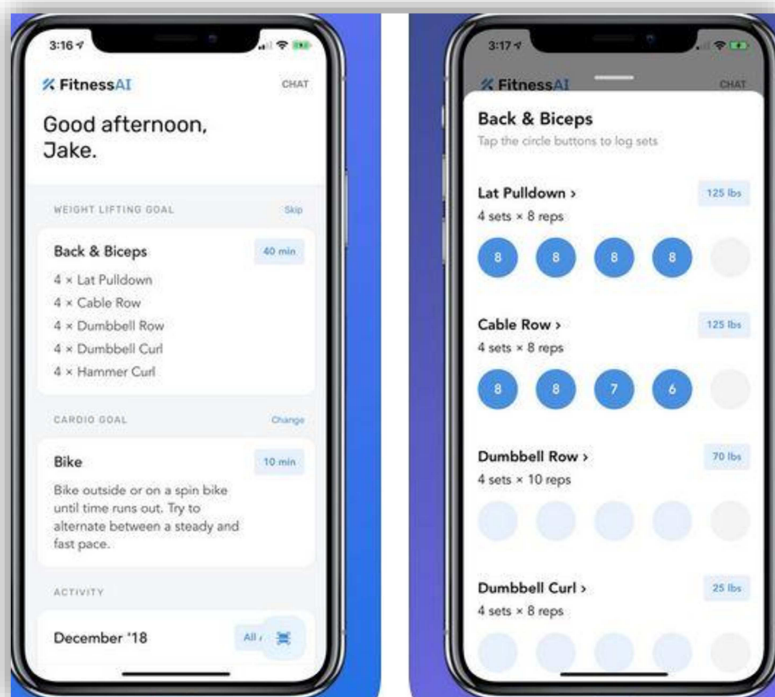 3:16
FitnessAI
CHAT
Good afternoon,
Jake.
WEIGHT LIFTING GOAL
Skip
Back & Biceps
40 min
4 × Lat Pulldown
4 × Cable Row
4 × Dumbbell Row
4 × Dumbbell Curl
4 × Hammer Curl
CARDIO GOAL
Change
Bike
10 min
Bike outside or on a spin bike
until time runs out. Try to
alternate between a steady and
fast pace.
ACTIVITY
December '18
All
3:17
FitnessAI
CHAT
Back & Biceps
Tap the circle buttons to log sets
Lat Pulldown >
125 lbs
4 sets × 8 reps
8 8 8 8
Cable Row >
125 lbs
4 sets × 8 reps
8 8 7 6
Dumbbell Row >
70 lbs
4 sets × 10 reps
Dumbbell Curl >
25 lbs
4 sets × 8 reps